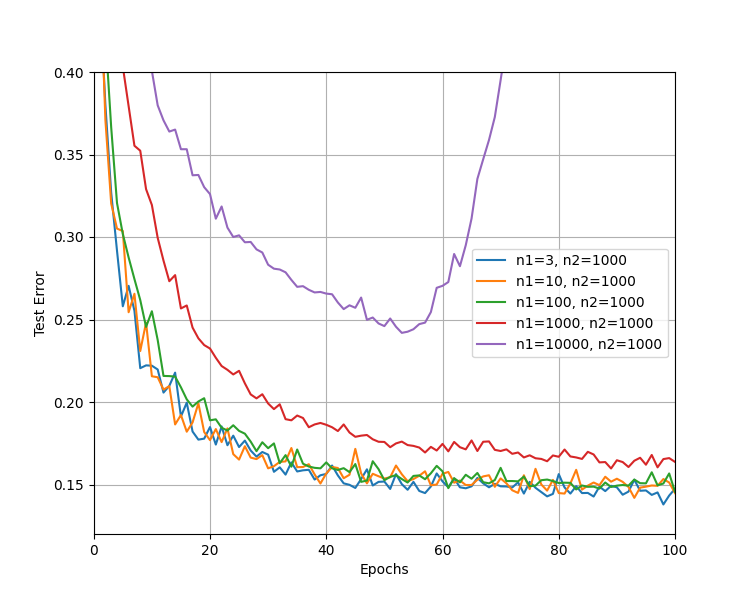 0.40
0.35
0.30
0.25
0.20
0.15
Test Error
n1=3, n2=1000
n1=10, n2=1000
n1=100, n2=1000
n1=1000, n2=1000
n1=10000, n2=1000
0 20 40 60 80 100
Epochs